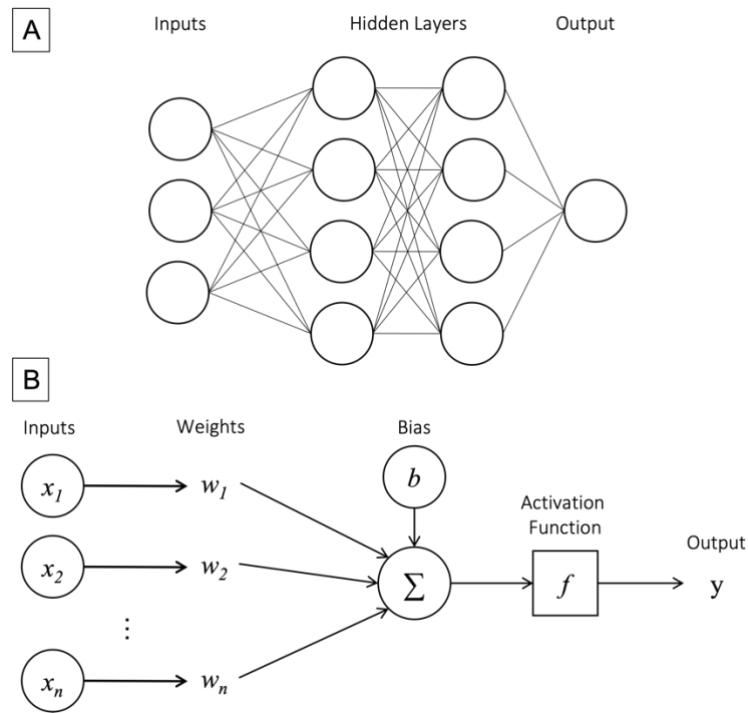 A
Inputs Hidden Layers Output
B
Inputs Weights Bias
x₁ w₁ b
Activation
Function
Output
x₂ w₂ Σ f y
⋮
xₙ wₙ